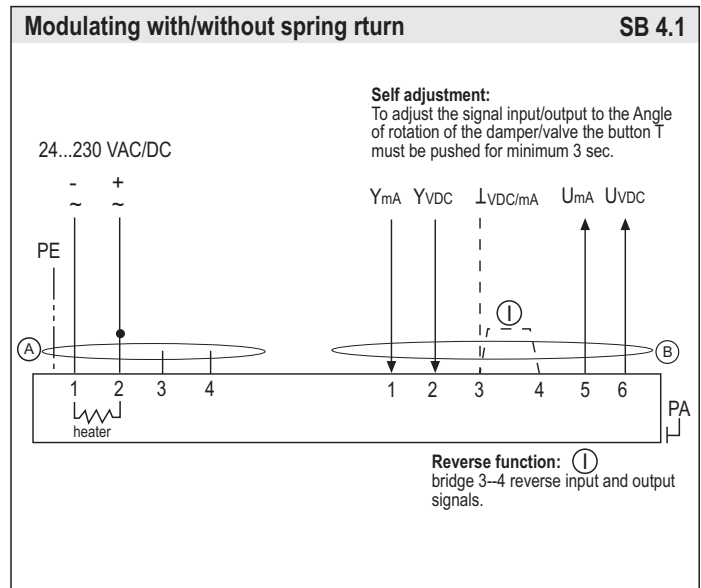 Modulating with/without spring rturn SB 4.1
Self adjustment:
To adjust the signal input/output to the Angle
of rotation of the damper/valve the button T
must be pushed for minimum 3 sec.
24...230 VAC/DC
- +
~ ~
YmA YVDC ⊥VDC/mA UmA UVDC
PE
I
A
B
1 2 3 4 1 2 3 4 5 6
PA
heater
Reverse function: I
bridge 3--4 reverse input and output
signals.